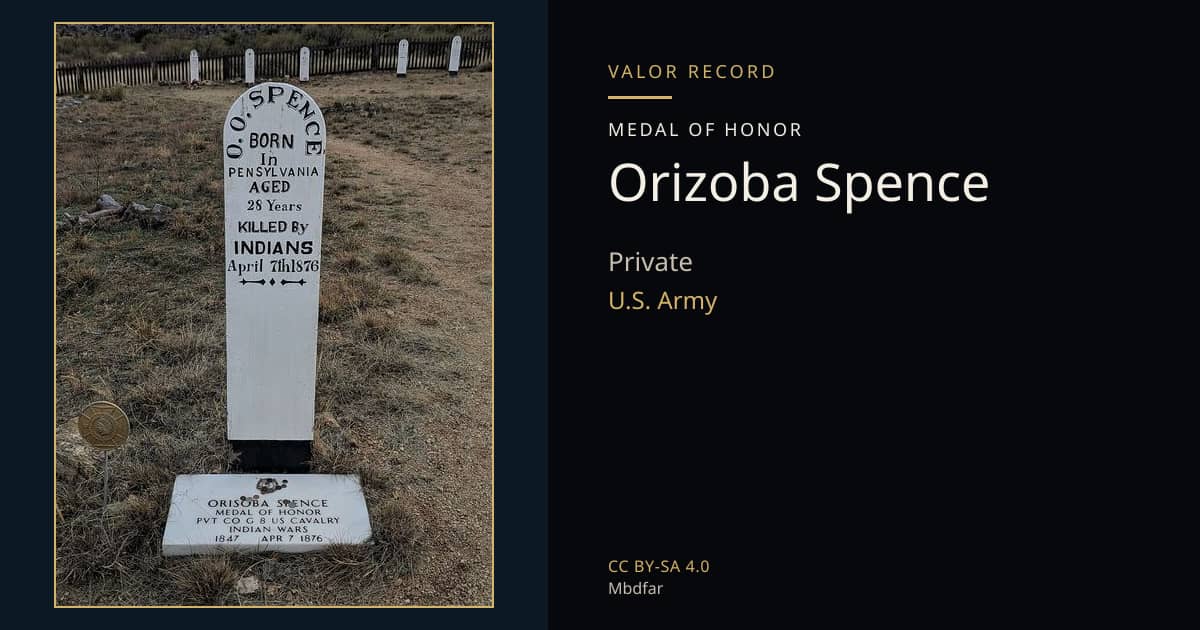 O. O. SPENCE
BORN
In
PENSYLVANIA
AGED
28 Years
KILLED By
INDIANS
April 7th1876
ORISOBA SPENCE
MEDAL OF HONOR
PVT CO G 8 US CAVALRY
INDIAN WARS
1847 APR 7 1876
VALOR RECORD
MEDAL OF HONOR
Orizoba Spence
Private
U.S. Army
CC BY-SA 4.0
Mbdfar